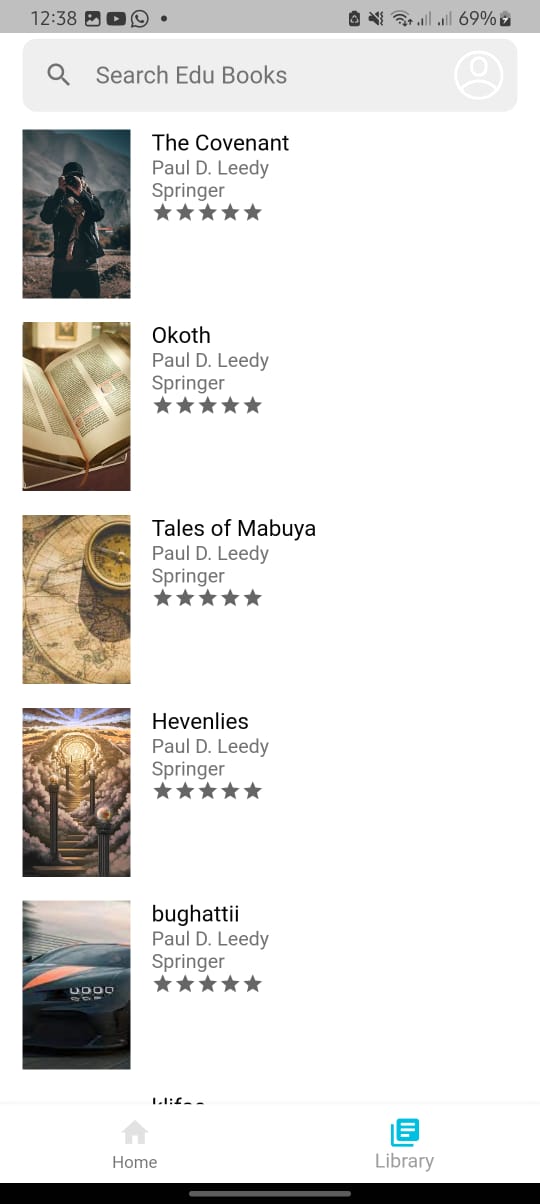 12:38
69%
Search Edu Books
The Covenant
Paul D. Leedy
Springer
Okoth
Paul D. Leedy
Springer
Tales of Mabuya
Paul D. Leedy
Springer
Hevenlies
Paul D. Leedy
Springer
bughattii
Paul D. Leedy
Springer
Home
Library